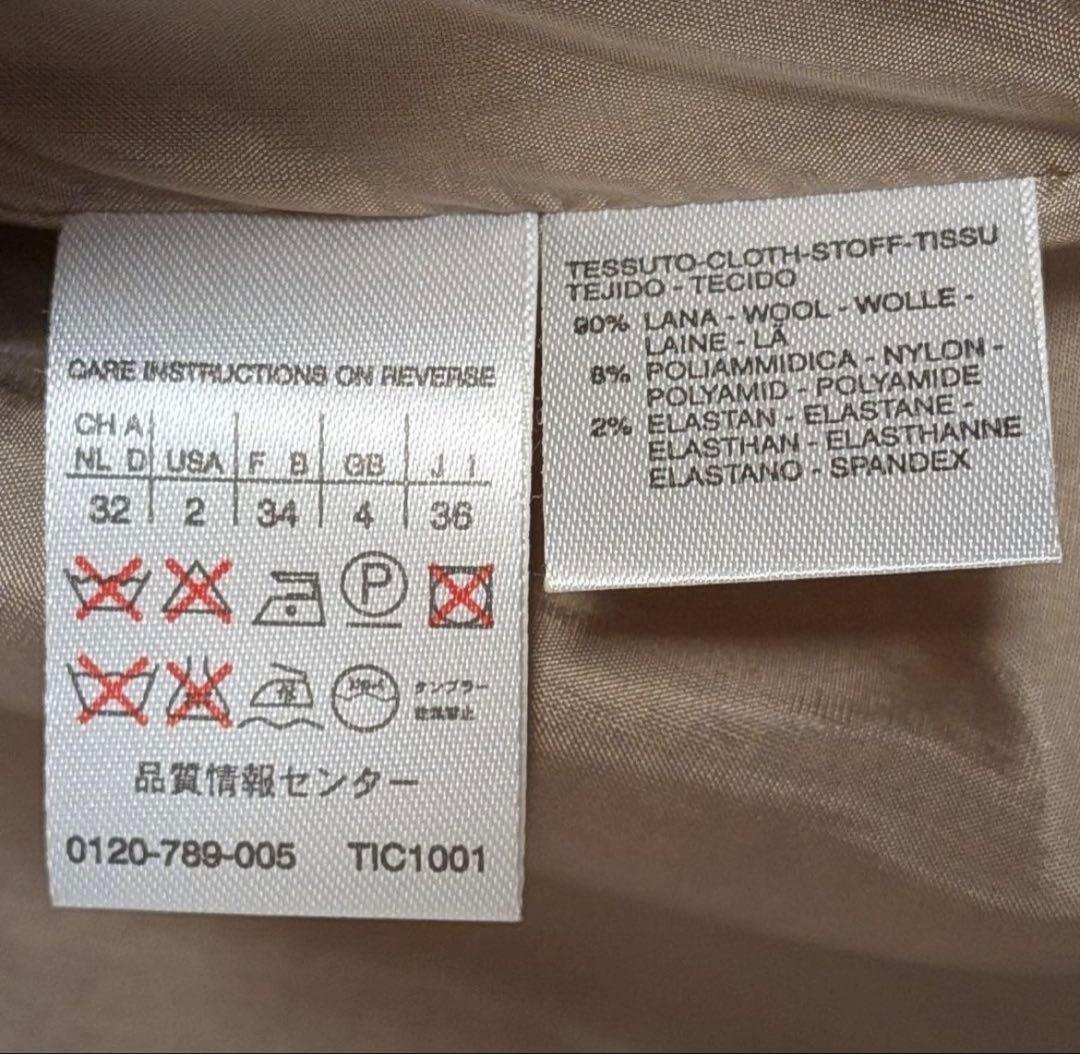 CARE INSTRUCTIONS ON REVERSE
CH A
NL D USA F B GB J I
32 2 34 4 36
P
タンブラー
乾燥禁止
品質情報センター
0120-789-005 TIC1001
TESSUTO-CLOTH-STOFF-TISSU
TEJIDO - TECIDO
90% LANA - WOOL - WOLLE -
LAINE - LÃ
8% POLIAMMIDICA - NYLON -
POLYAMID - POLYAMIDE
2% ELASTAN - ELASTANE -
ELASTHAN - ELASTHANNE
ELASTANO - SPANDEX